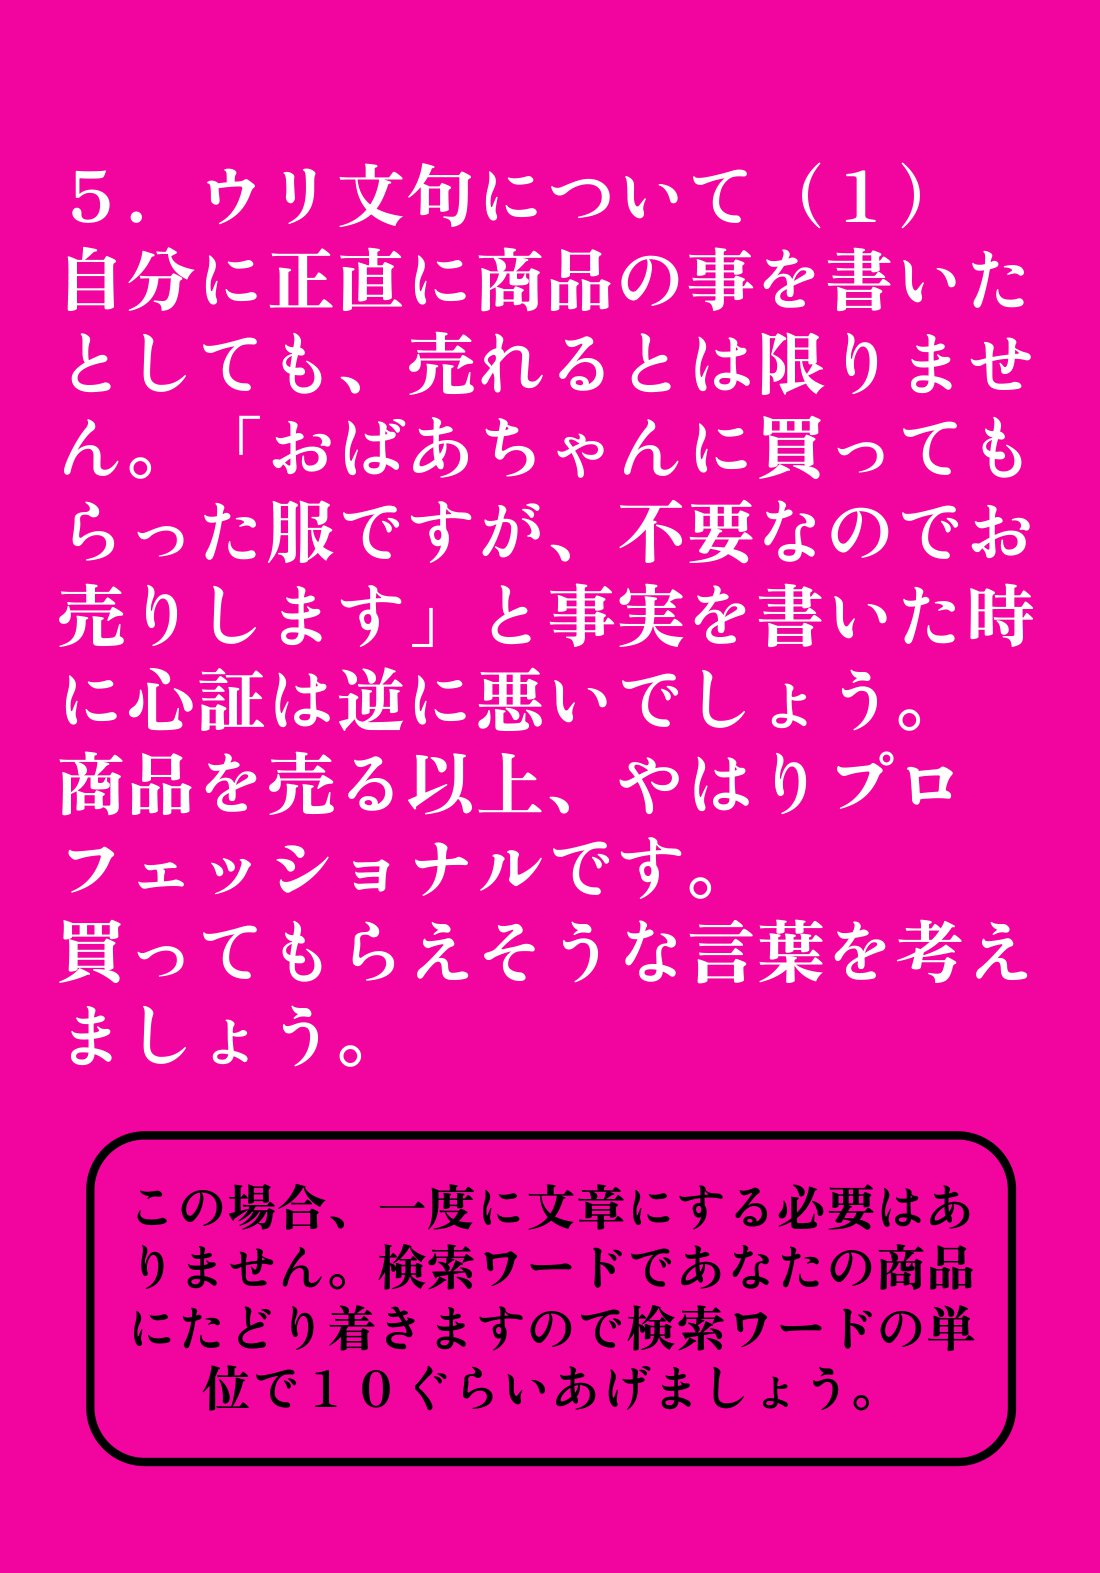 ５．ウリ文句について（１）
自分に正直に商品の事を書いた
としても、売れるとは限りませ
ん。「おばあちゃんに買っても
らった服ですが、不要なのでお
売りします」と事実を書いた時
に心証は逆に悪いでしょう。
商品を売る以上、やはりプロ
フェッショナルです。
買ってもらえそうな言葉を考え
ましょう。
この場合、一度に文章にする必要はあ
りません。検索ワードであなたの商品
にたどり着きますので検索ワードの単
位で１０ぐらいあげましょう。